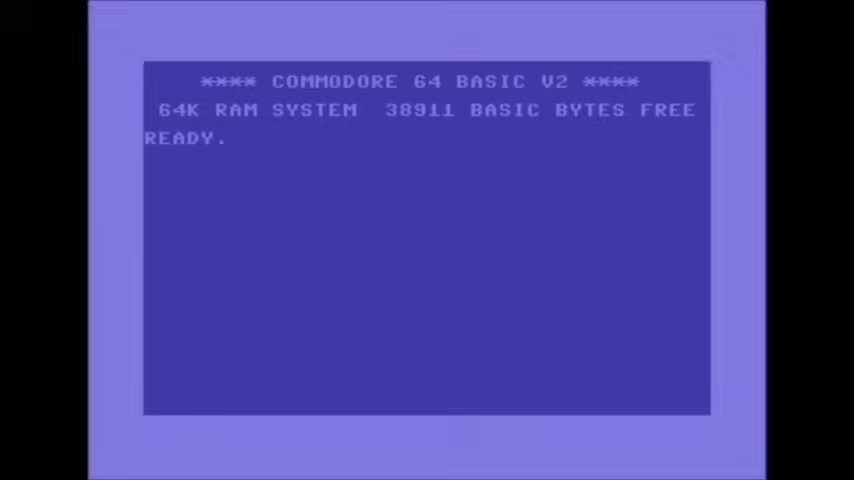 **** COMMODORE 64 BASIC V2 ****
64K RAM SYSTEM  38911 BASIC BYTES FREE
READY.